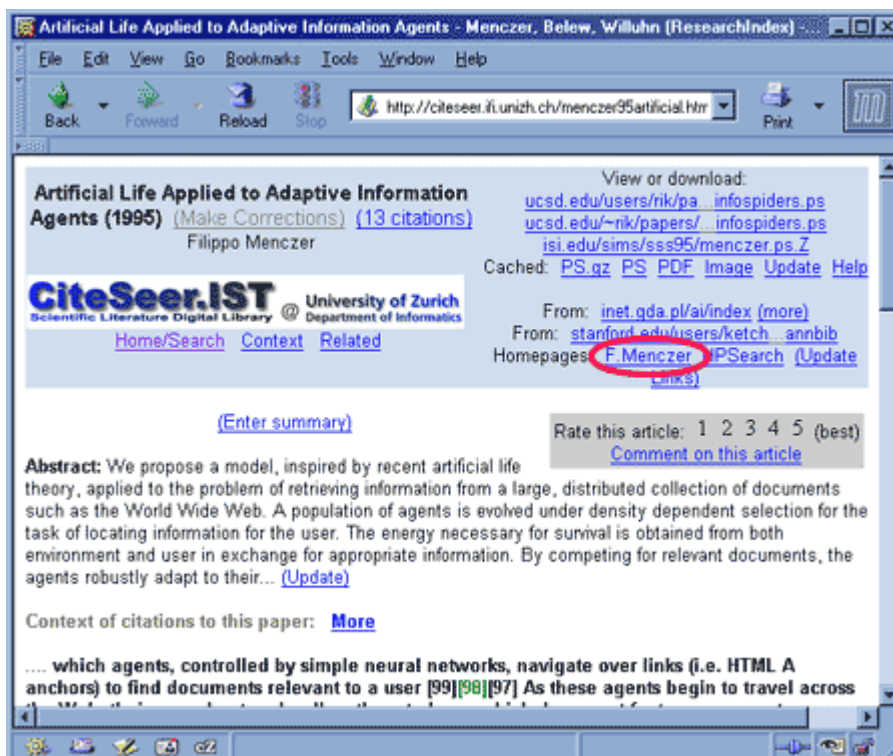 Artificial Life Applied to Adaptive Information Agents - Menczer, Belew, Willuhn (ResearchIndex) -...
File Edit View Go Bookmarks Tools Window Help
http://citeseer.ifi.unizh.ch/menczer95artificial.htm
Back Forward Reload Stop Print
Artificial Life Applied to Adaptive Information
Agents (1995) (Make Corrections) (13 citations)
Filippo Menczer
CiteSeer.IST @ University of Zurich
Scientific Literature Digital Library Department of Informatics
Home/Search Context Related
View or download:
ucsd.edu/users/rik/pa...infospiders.ps
ucsd.edu/~rik/papers/...infospiders.ps
isi.edu/sims/sss95/menczer.ps.Z
Cached: PS.gz PS PDF Image Update Help
From: inet.gda.pl/ai/index (more)
From: stanford.edu/users/ketch...annbib
Homepages: F.Menczer HPSearch (Update
Links)
(Enter summary)
Rate this article: 1 2 3 4 5 (best)
Comment on this article
Abstract: We propose a model, inspired by recent artificial life
theory, applied to the problem of retrieving information from a large, distributed collection of documents
such as the World Wide Web. A population of agents is evolved under density dependent selection for the
task of locating information for the user. The energy necessary for survival is obtained from both
environment and user in exchange for appropriate information. By competing for relevant documents, the
agents robustly adapt to their... (Update)
Context of citations to this paper: More
.... which agents, controlled by simple neural networks, navigate over links (i.e. HTML A
anchors) to find documents relevant to a user [99][98][97] As these agents begin to travel across